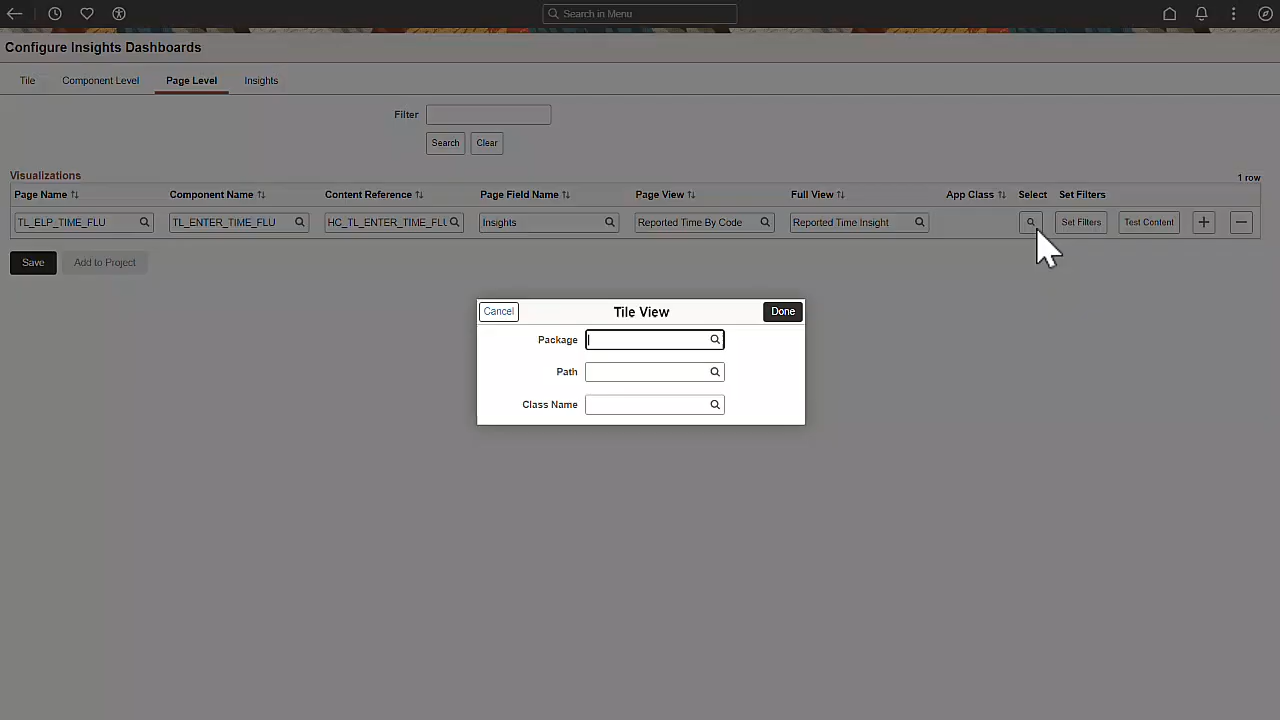 Search in Menu
Configure Insights Dashboards
Tile Component Level Page Level Insights
Filter
Search Clear
Visualizations 1 row
Page Name Component Name Content Reference Page Field Name Page View Full View App Class Select Set Filters
TL_ELP_TIME_FLU TL_ENTER_TIME_FLU HC_TL_ENTER_TIME_FLU Insights Reported Time By Code Reported Time Insight Set Filters Test Content
Save Add to Project
Cancel Tile View Done
Package
Path
Class Name